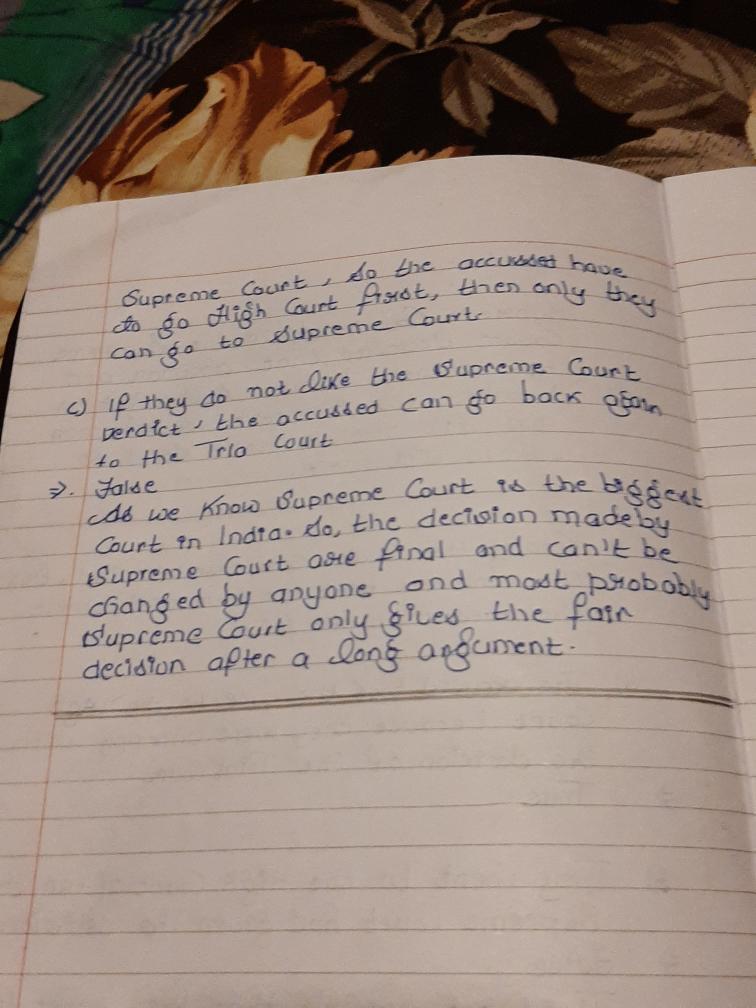 Supreme Court, so the accussed have
to go High Court first, then only they
can go to Supreme Court.
c) If they do not like the Supreme Court
verdict, the accussed can go back again
to the Tria Court
⇒. False
As we know Supreme Court is the biggest
Court in India. So, the decision made by
Supreme Court are final and can't be
changed by anyone and most probably
Supreme Court only gives the fair
decision after a long argument.